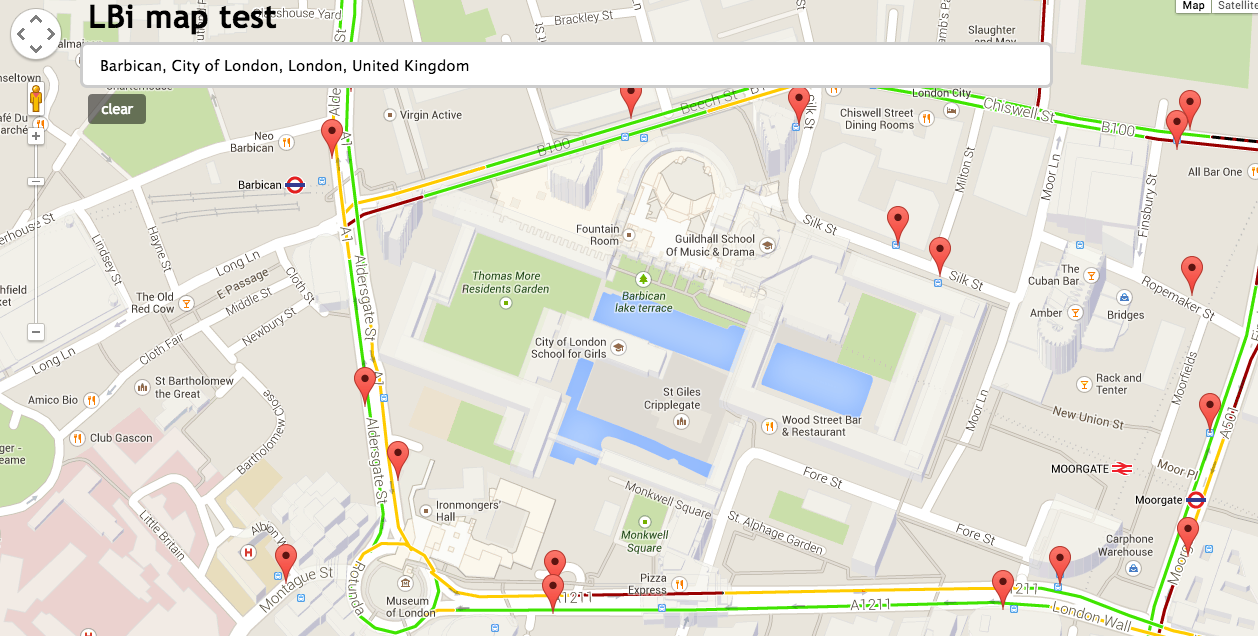 LBi map test
Barbican, City of London, London, United Kingdom
clear
Map
Satellite
Brackley St
Slaughter
London City
Chiswell Street
Dining Rooms
Chiswell St
B100
Virgin Active
Beech St
B100
Silk St
Neo
Barbican
A1
Barbican
All Bar One
Milton St
Moor Ln
Finsbury St
Fountain
Room
Guildhall School
Of Music & Drama
Silk St
Silk St
Lindsey St
Hayne St
Long Ln
E Passage
Middle St
Cloth St
Newbury St
The Old
Red Cow
A1
Aldersgate St
Thomas More
Residents Garden
Barbican
lake terrace
The
Cuban Bar
Ropemaker St
Amber
Bridges
Long Ln
Cloth Fair
City of London
School for Girls
St Bartholomew
the Great
St Giles
Cripplegate
Rack and
Tenter
Moorfields
Amico Bio
Club Gascon
Bartholomew Close
Aldersgate St
Wood Street Bar
& Restaurant
Moor Ln
New Union St
A501
MOORGATE
Moorgate
Fore St
Monkwell Square
Ironmongers'
Hall
St. Alphage Garden
Fore St
Monkwell
Square
Carphone
Warehouse
Little Britain
Montague St
Rotunda
Museum
of London
Pizza
Express
A1211
A1211
London Wall